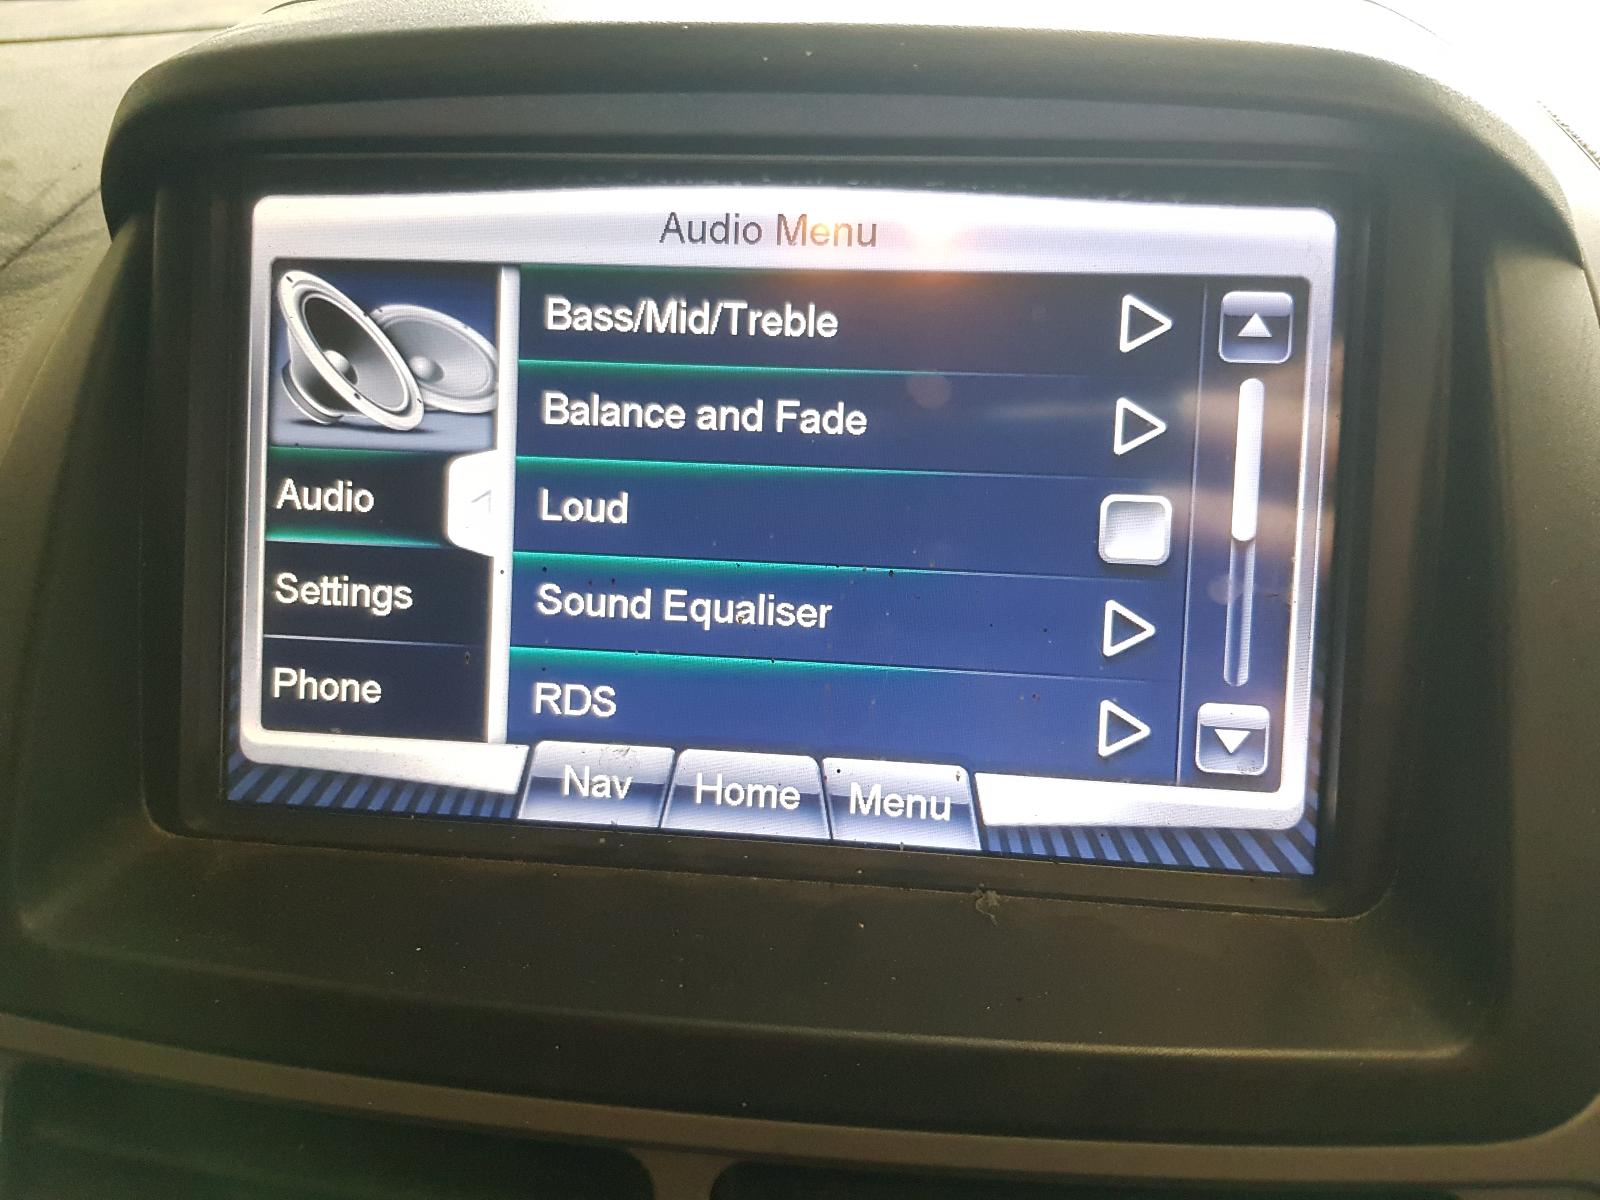 Audio Menu
Bass/Mid/Treble
Balance and Fade
Loud
Sound Equaliser
RDS
Audio
Settings
Phone
Nav
Home
Menu